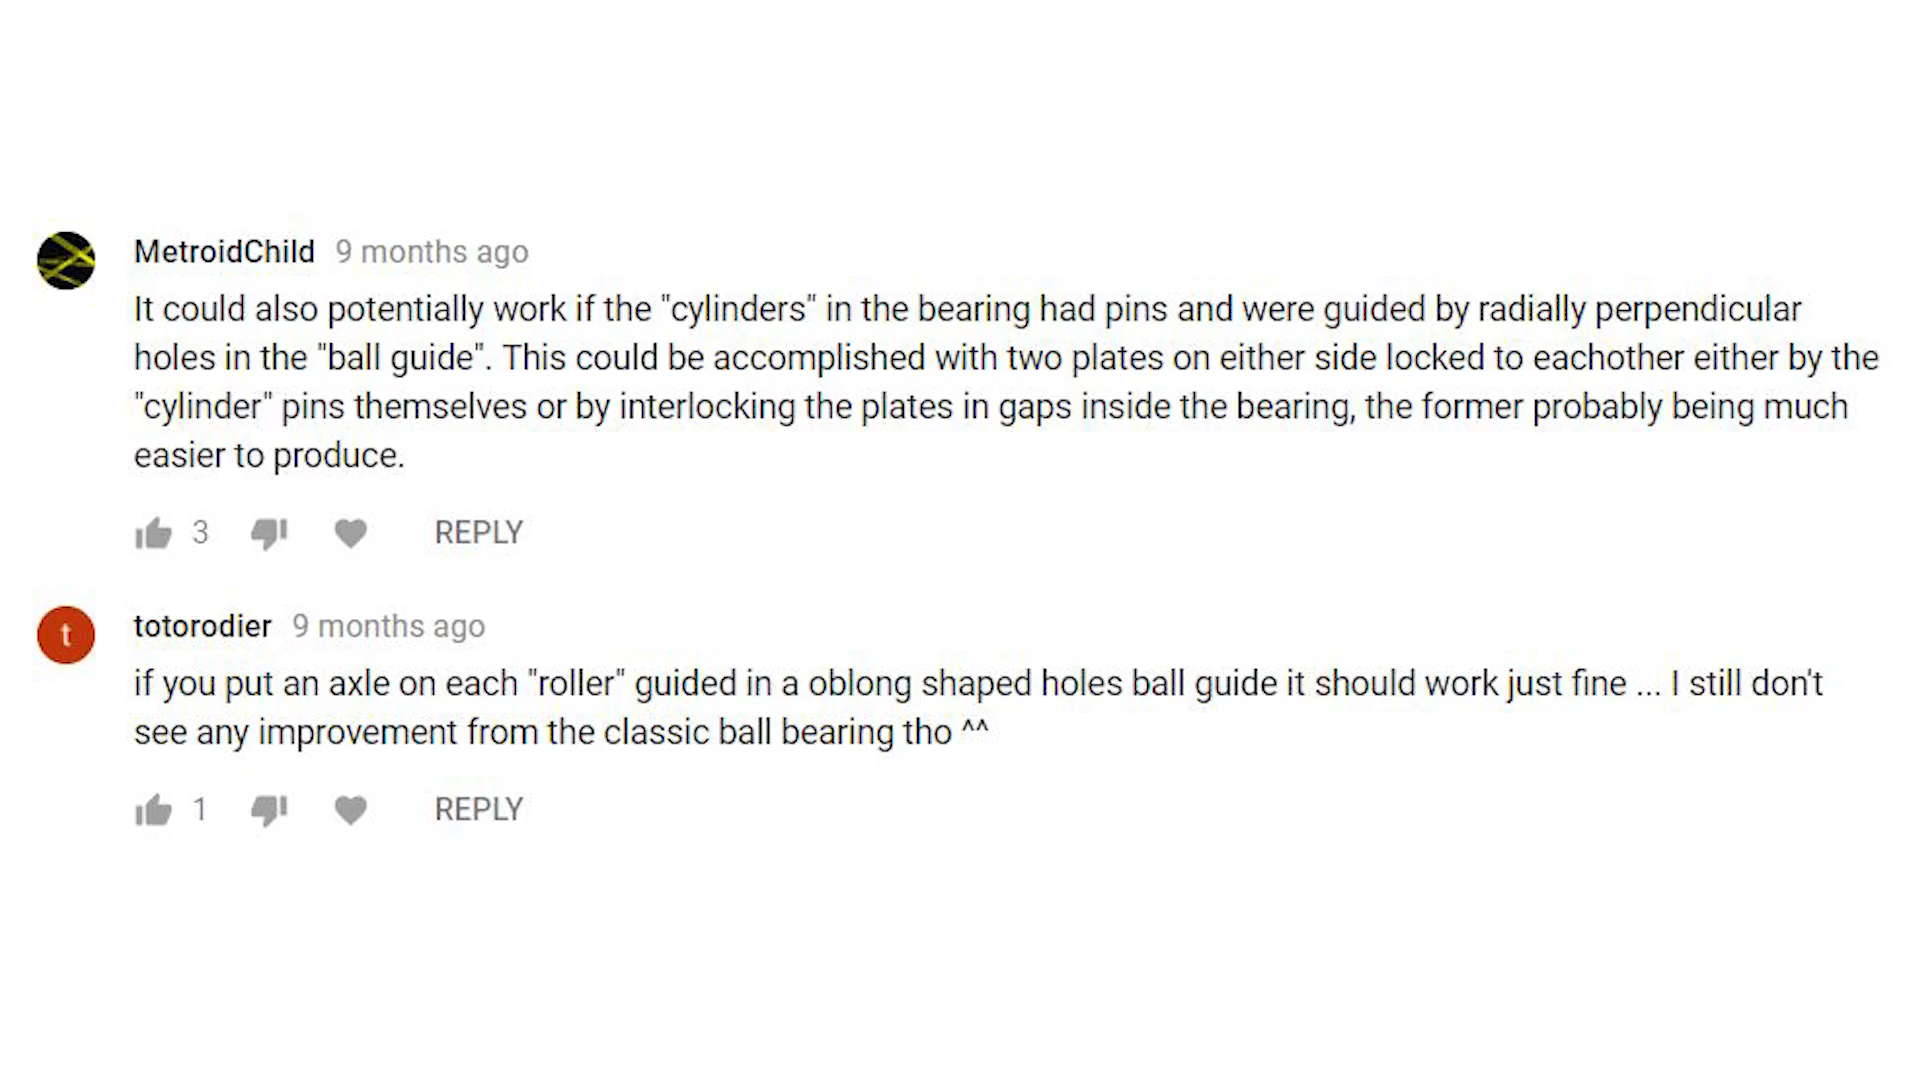 MetroidChild 9 months ago
It could also potentially work if the "cylinders" in the bearing had pins and were guided by radially perpendicular
holes in the "ball guide". This could be accomplished with two plates on either side locked to eachother either by the
"cylinder" pins themselves or by interlocking the plates in gaps inside the bearing, the former probably being much
easier to produce.
3 REPLY
t
totorodier 9 months ago
if you put an axle on each "roller" guided in a oblong shaped holes ball guide it should work just fine ... I still don't
see any improvement from the classic ball bearing tho ^^
1 REPLY